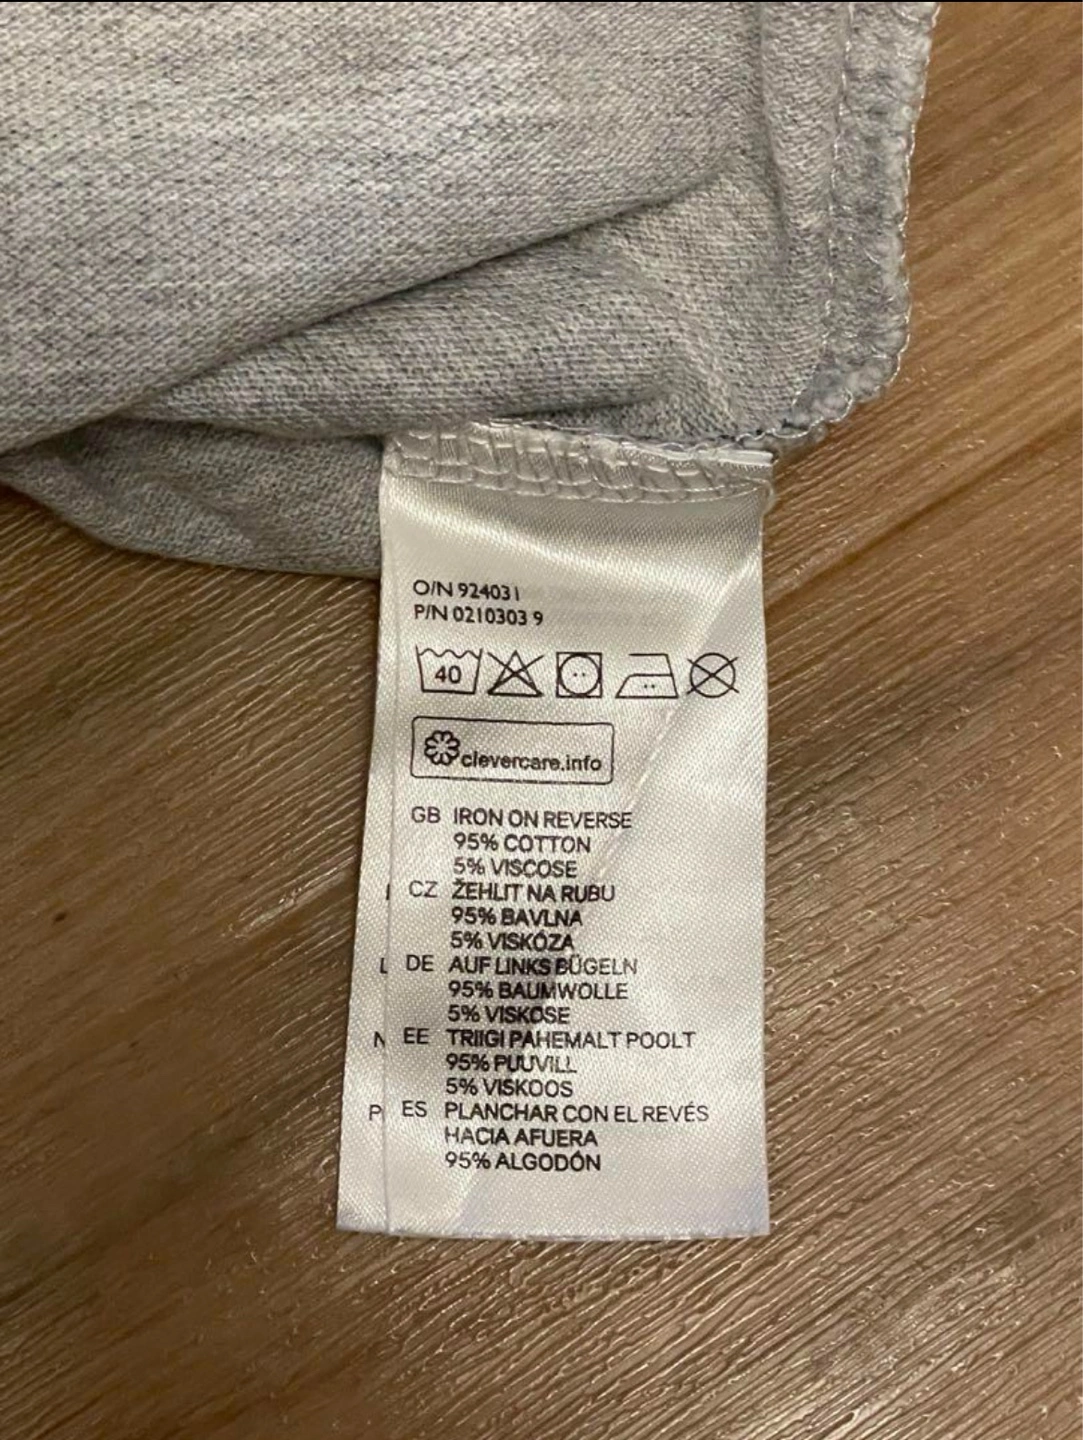 O/N 924031
P/N 0210303 9
40
clevercare.info
GB IRON ON REVERSE
95% COTTON
5% VISCOSE
CZ ŽEHLIT NA RUBU
95% BAVLNA
5% VISKÓZA
L DE AUF LINKS BÜGELN
95% BAUMWOLLE
5% VISKOSE
N EE TRIIGI PAHEMALT POOLT
95% PUUVILL
5% VISKOOS
P ES PLANCHAR CON EL REVÉS
HACIA AFUERA
95% ALGODÓN